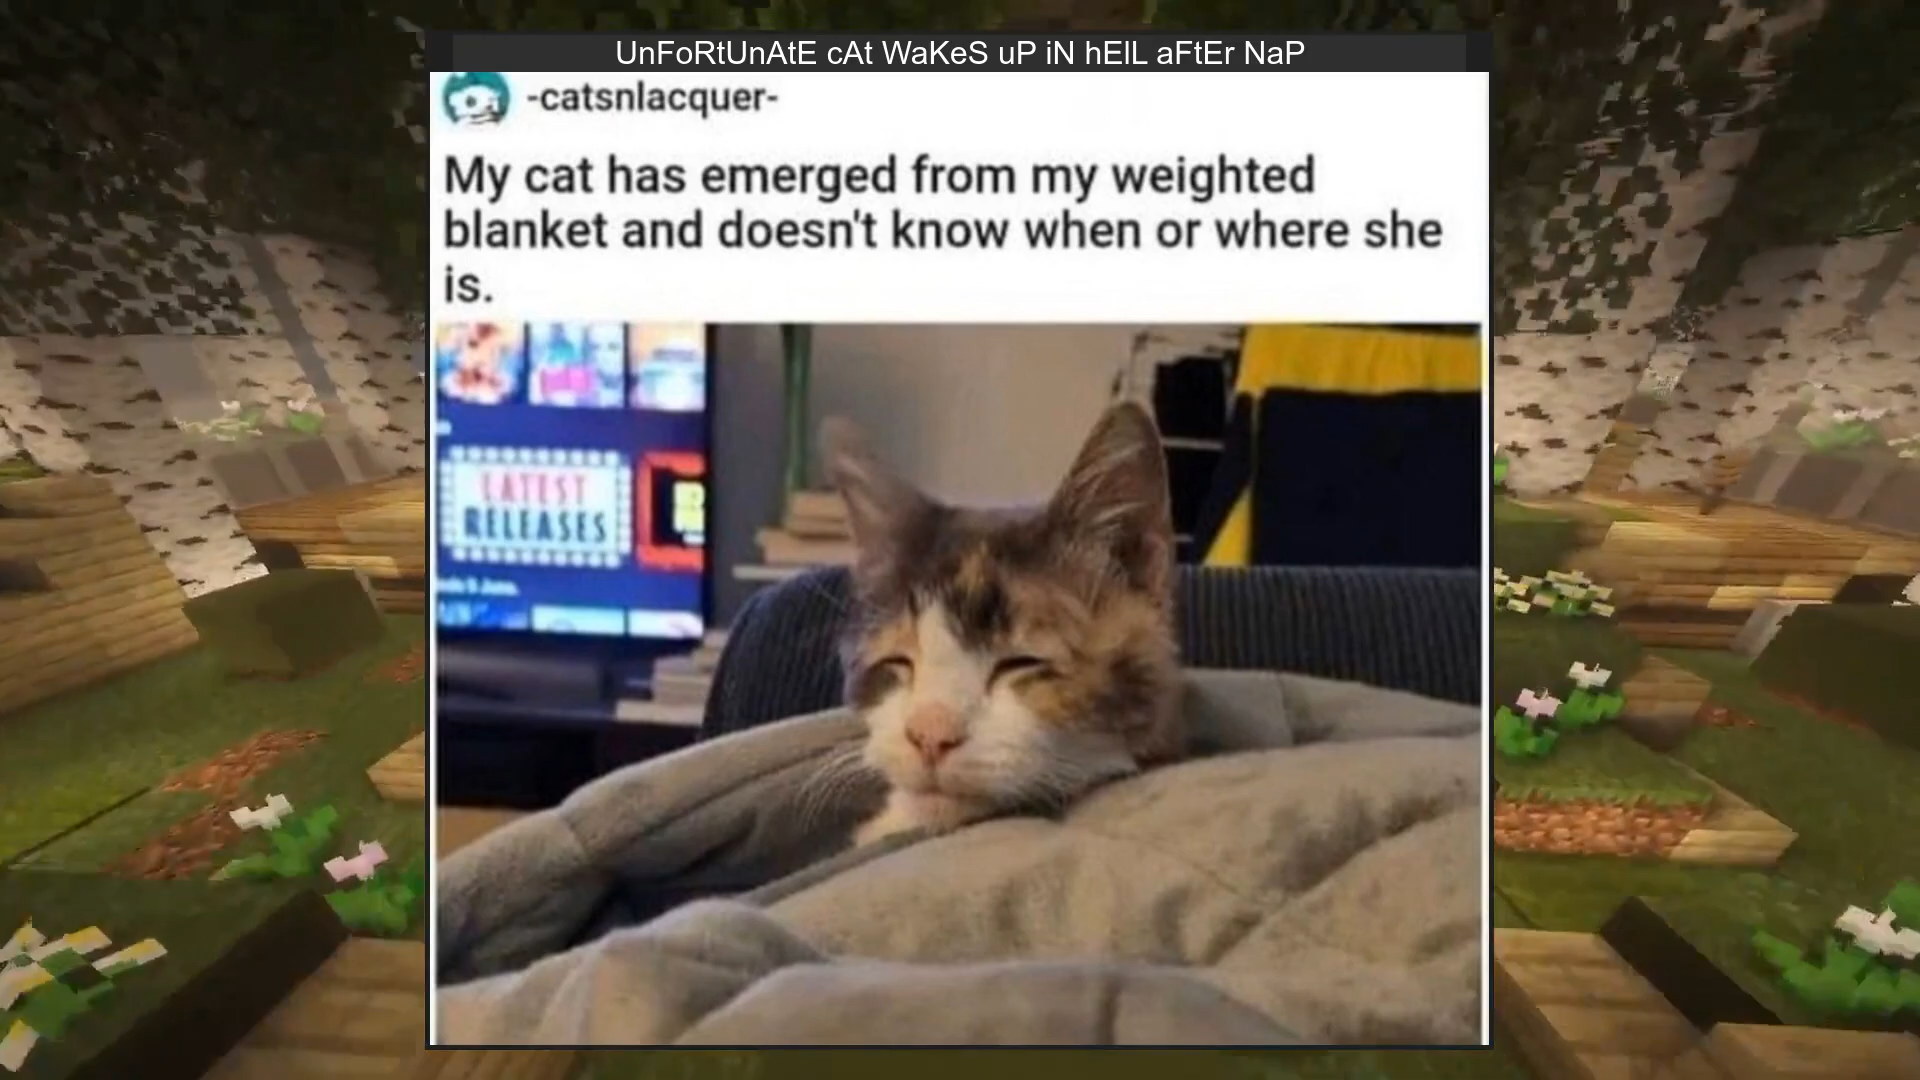 UnFoRtUnAtE cAt WaKeS uP iN hElL aFtEr NaP
-catsnlacquer-
My cat has emerged from my weighted
blanket and doesn't know when or where she
is.
LATEST
RELEASES